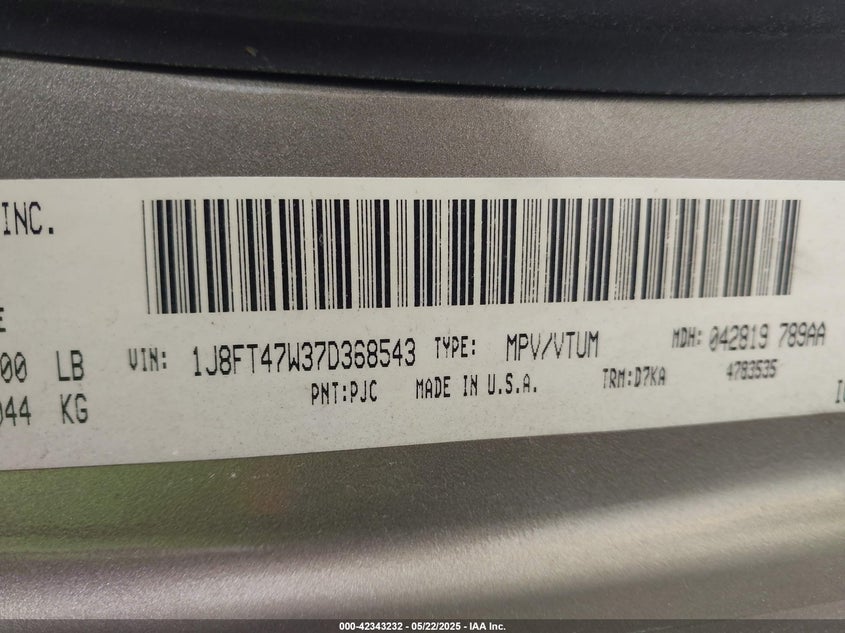 INC.
E
00 LB
044 KG
VIN: 1J8FT47W37D368543 TYPE: MPV/VTUM MDH: 042819 789AA
PNT:PJC MADE IN U.S.A. TRM:D7KA 4783535
000-42343232 - 05/22/2025 - IAA Inc.